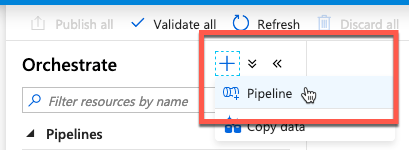 Publish all Validate all Refresh Discard all
Orchestrate
Filter resources by name
Pipeline
Pipelines
Copy data